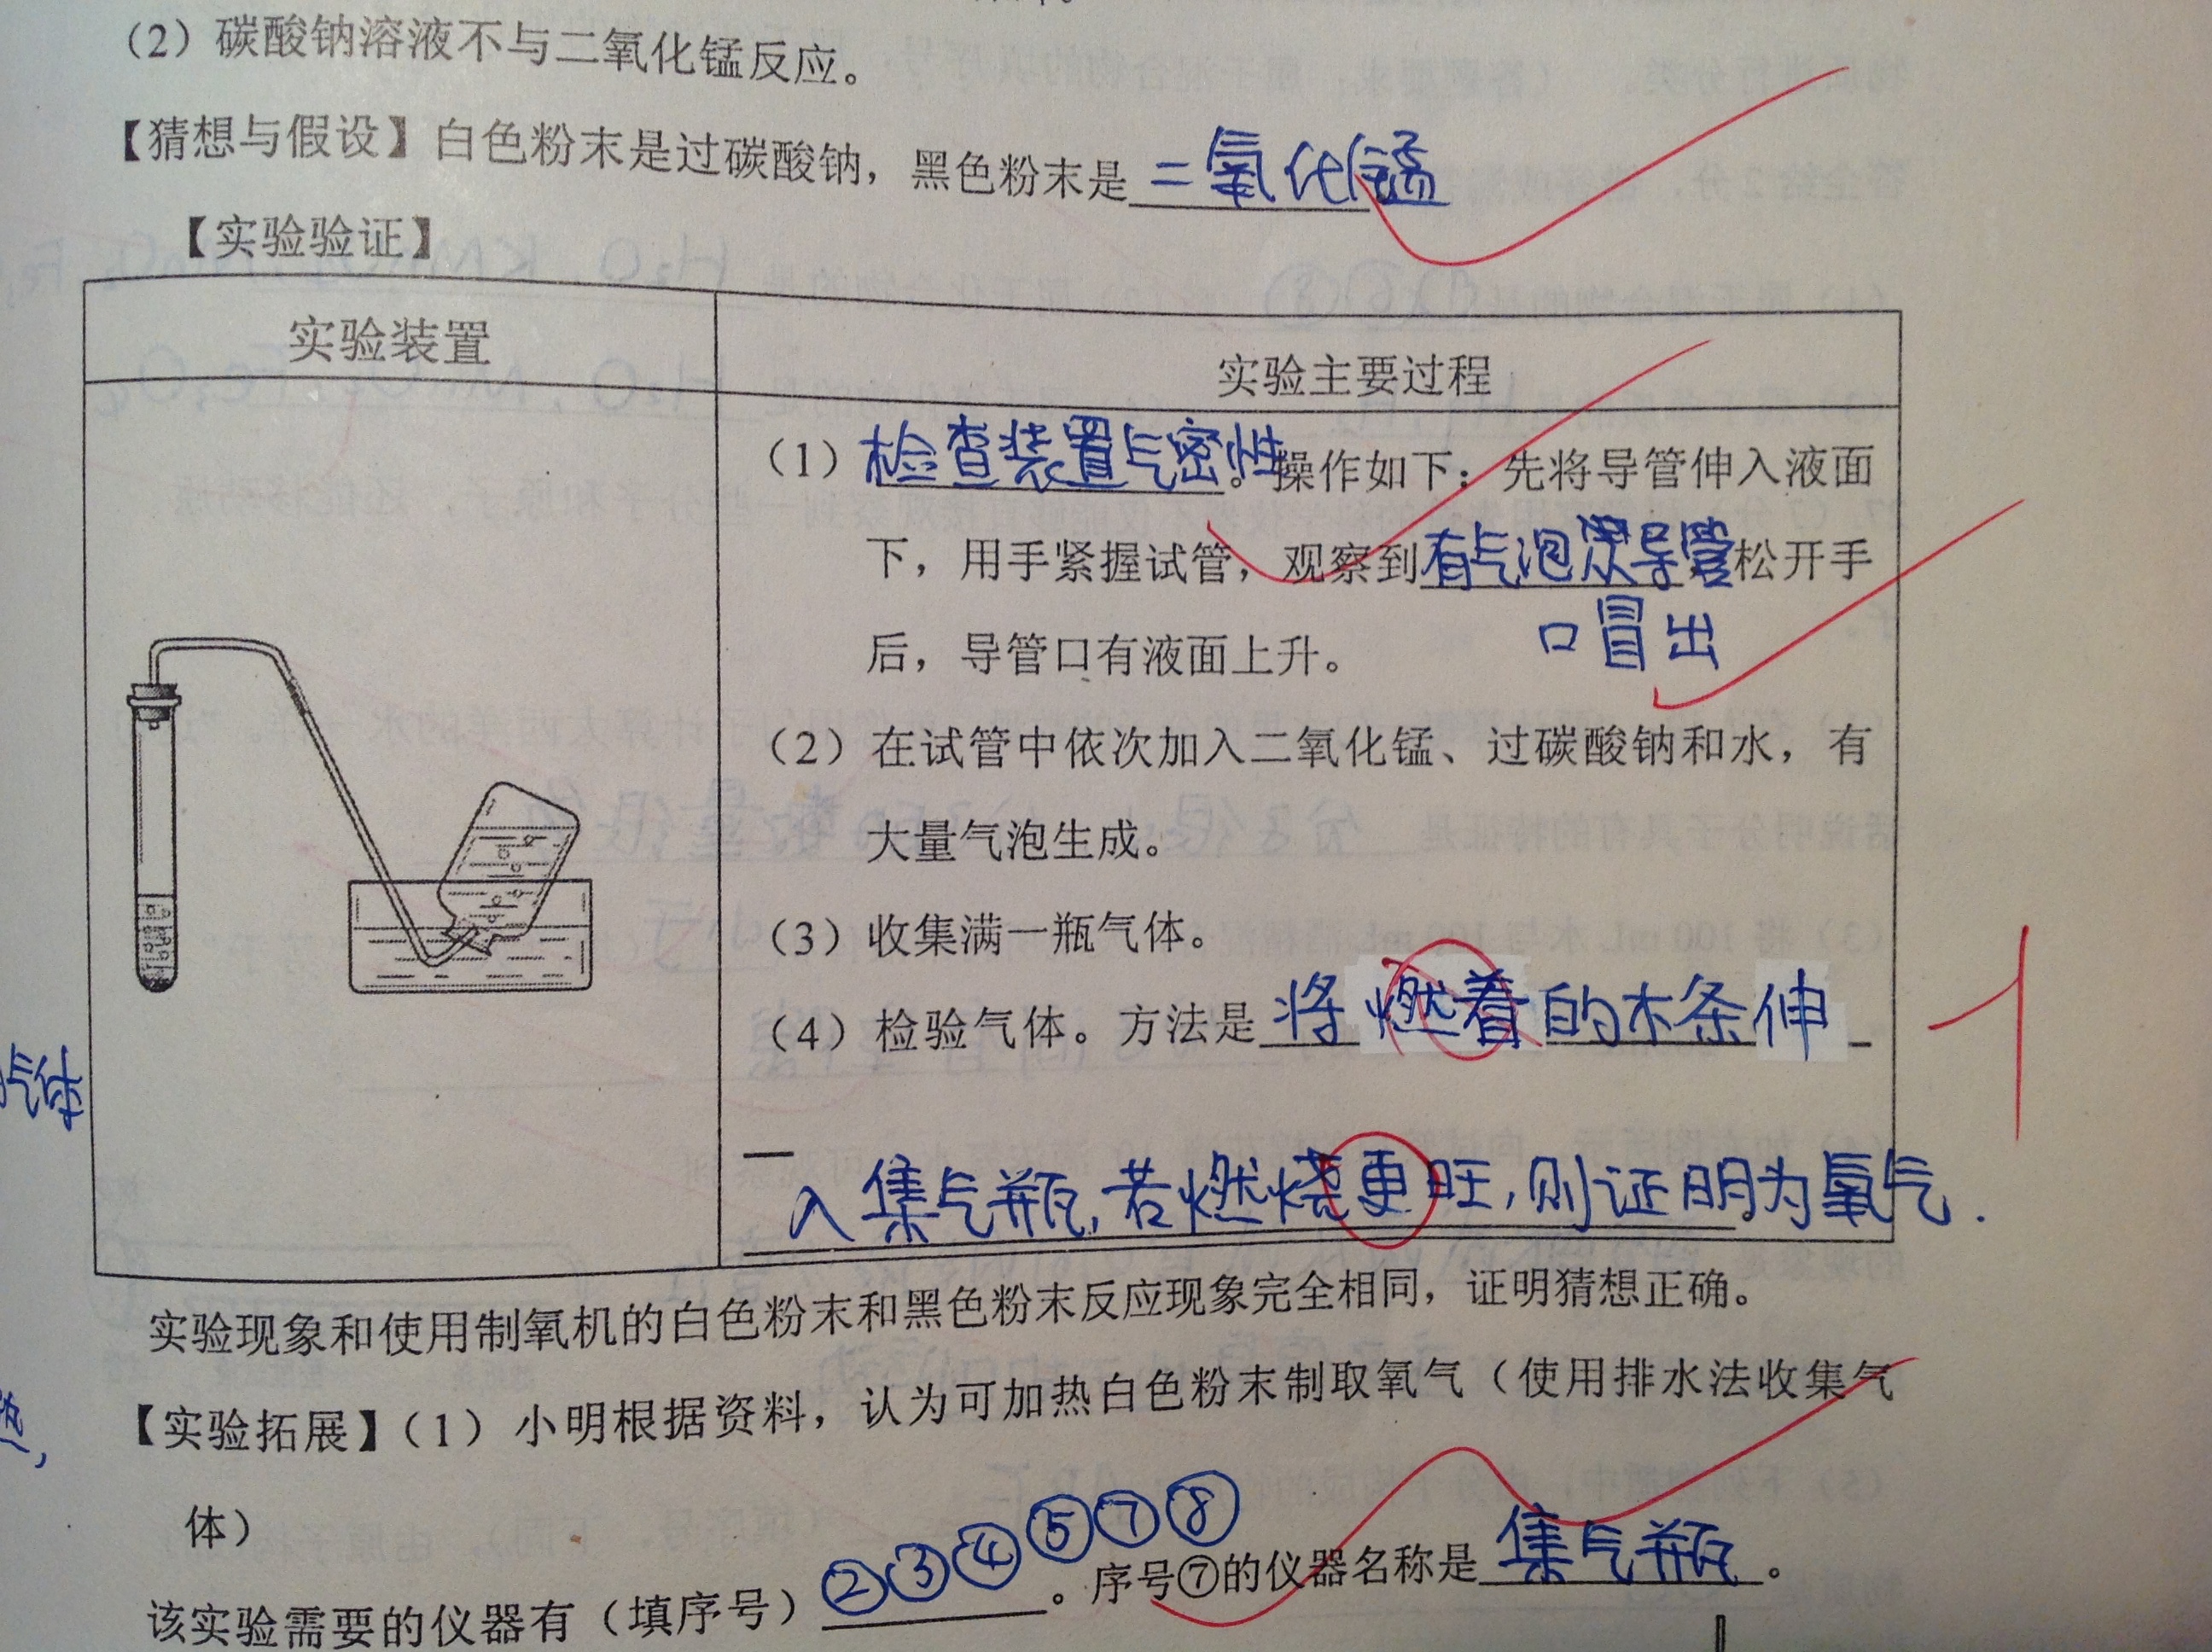 （2）碳酸钠溶液不与二氧化锰反应。
【猜想与假设】白色粉末是过碳酸钠，黑色粉末是二氧化锰
【实验验证】
实验装置
实验主要过程
（1）检查装置气密性。操作如下：先将导管伸入液面
下，用手紧握试管，观察到有气泡从导管松开手
口冒出
后，导管口有液面上升。
（2）在试管中依次加入二氧化锰、过碳酸钠和水，有
大量气泡生成。
（3）收集满一瓶气体。
（4）检验气体。方法是将燃着的木条伸
入集气瓶，若燃烧更旺，则证明为氧气．
-1
气体
实验现象和使用制氧机的白色粉末和黑色粉末反应现象完全相同，证明猜想正确。
【实验拓展】（1）小明根据资料，认为可加热白色粉末制取氧气（使用排水法收集气
体）
该实验需要的仪器有（填序号）②③④⑤⑦⑧。序号⑦的仪器名称是集气瓶。